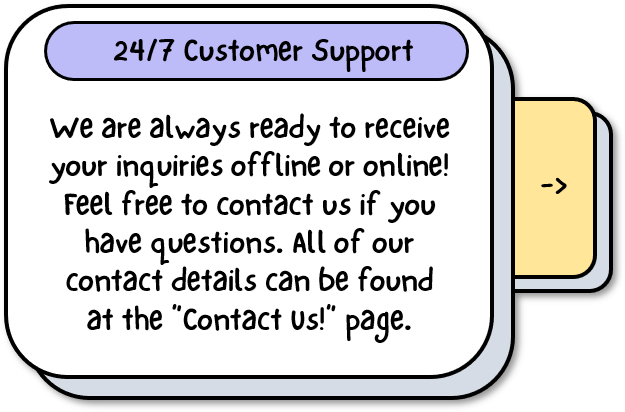 24/7 Customer Support
We are always ready to receive
your inquiries offline or online!
Feel free to contact us if you
have questions. All of our
contact details can be found
at the "Contact Us!" page.
->